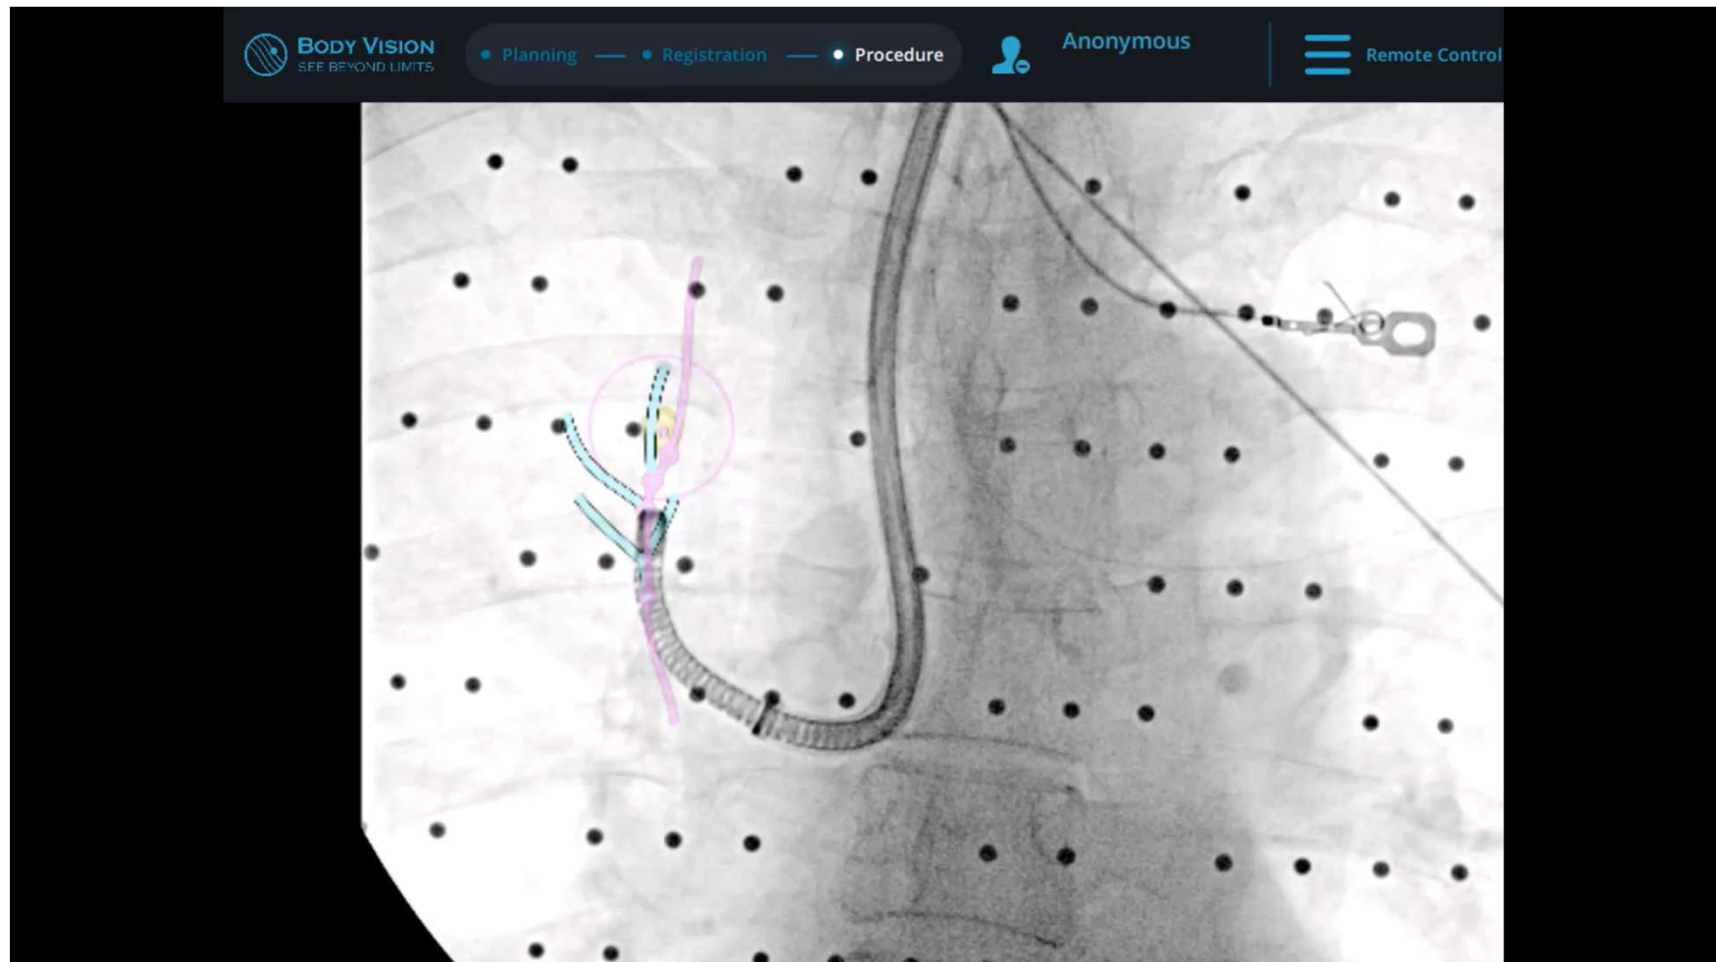 BODY VISION
SEE BEYOND LIMITS
Planning
Registration
Procedure
Anonymous
Remote Control